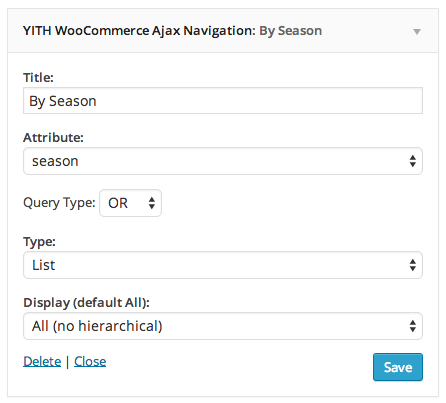 YITH WooCommerce Ajax Navigation: By Season
Title:
By Season
Attribute:
season
Query Type: OR
Type:
List
Display (default All):
All (no hierarchical)
Delete | Close
Save